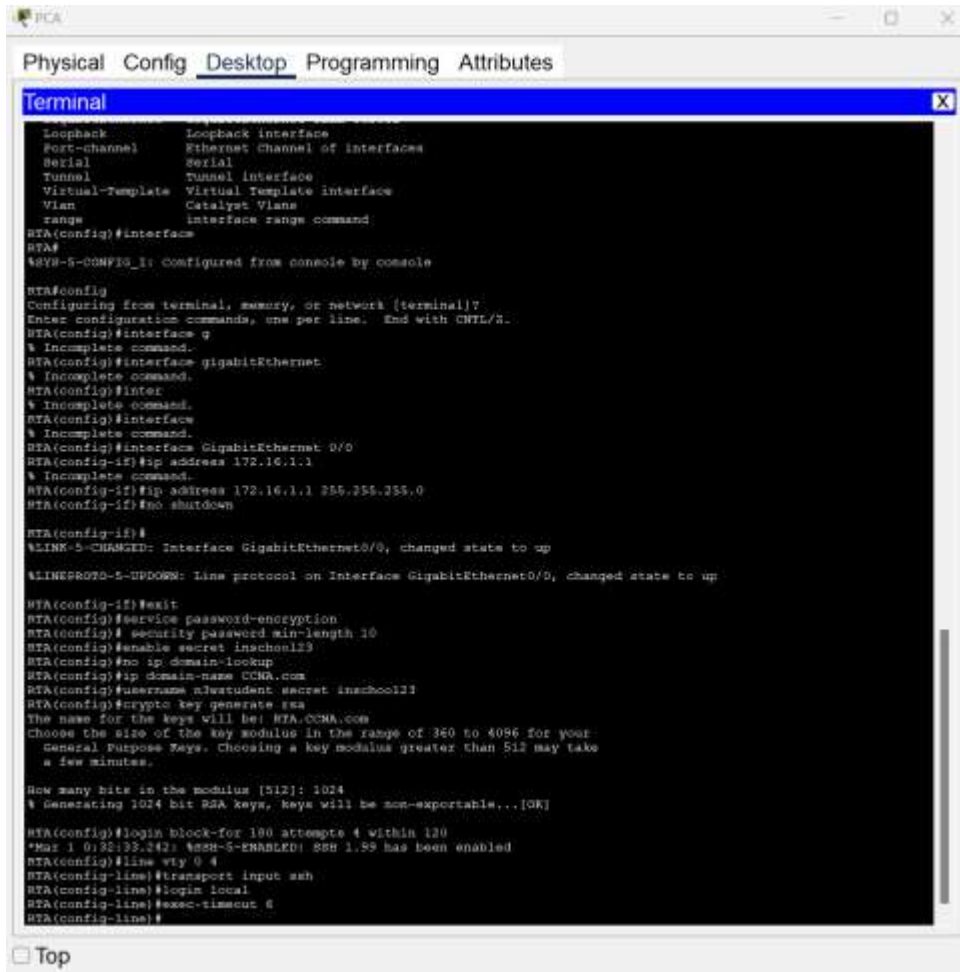 PCA
Physical Config Desktop Programming Attributes
Terminal
X
Loopback Loopback interface
Port-channel Ethernet Channel of interfaces
Serial Serial
Tunnel Tunnel interface
Virtual-Template Virtual Template interface
Vlan Catalyst Vlans
range interface range command
RTA(config)#interface
RTA#
%SYS-5-CONFIG_I: Configured from console by console
RTA#config
Configuring from terminal, memory, or network [terminal]?
Enter configuration commands, one per line. End with CNTL/Z.
RTA(config)#interface g
% Incomplete command.
RTA(config)#interface gigabitEthernet
% Incomplete command.
RTA(config)#inter
% Incomplete command.
RTA(config)#interface
% Incomplete command.
RTA(config)#interface GigabitEthernet 0/0
RTA(config-if)#ip address 172.16.1.1
% Incomplete command.
RTA(config-if)#ip address 172.16.1.1 255.255.255.0
RTA(config-if)#no shutdown
RTA(config-if)#
%LINK-5-CHANGED: Interface GigabitEthernet0/0, changed state to up
%LINEPROTO-5-UPDOWN: Line protocol on Interface GigabitEthernet0/0, changed state to up
RTA(config-if)#exit
RTA(config)#service password-encryption
RTA(config)# security password min-length 10
RTA(config)#enable secret inschool123
RTA(config)#no ip domain-lookup
RTA(config)#ip domain-name CCNA.com
RTA(config)#username n3wstudent secret inschool123
RTA(config)#crypto key generate rsa
The name for the keys will be: RTA.CCNA.com
Choose the size of the key modulus in the range of 360 to 4096 for your
General Purpose Keys. Choosing a key modulus greater than 512 may take
a few minutes.
How many bits in the modulus [512]: 1024
% Generating 1024 bit RSA keys, keys will be non-exportable...[OK]
RTA(config)#login block-for 180 attempts 4 within 120
*Mar 1 0:32:33.242: %SSH-5-ENABLED: SSH 1.99 has been enabled
RTA(config)#line vty 0 4
RTA(config-line)#transport input ssh
RTA(config-line)#login local
RTA(config-line)#exec-timeout 6
RTA(config-line)#
Top